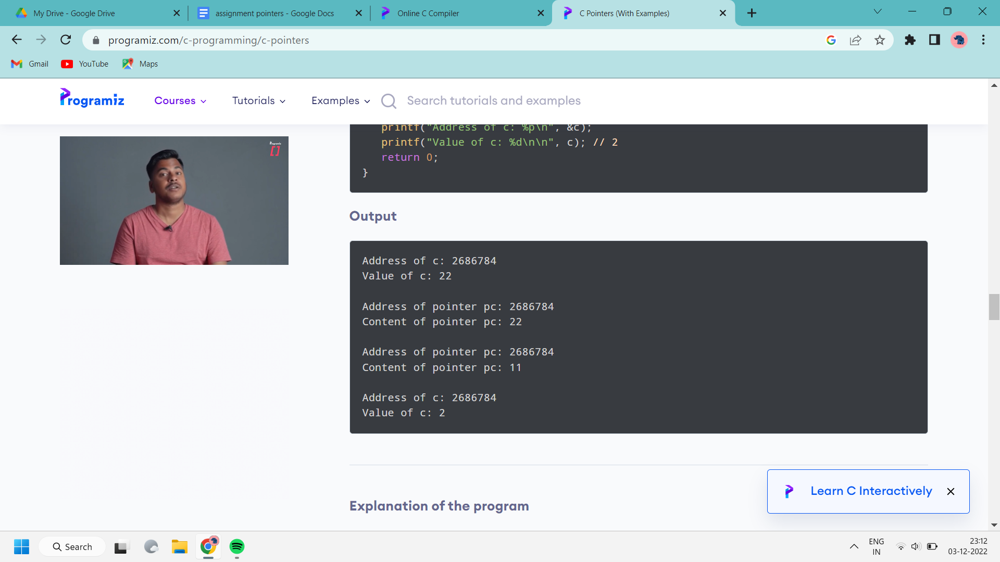 My Drive - Google Drive
assignment pointers - Google Docs
Online C Compiler
C Pointers (With Examples)
programiz.com/c-programming/c-pointers
Gmail
YouTube
Maps
Programiz
Courses
Tutorials
Examples
Search tutorials and examples
printf("Address of c: %p\n", &c);
printf("Value of c: %d\n\n", c); // 2
return 0;
}
Programiz
Output
Address of c: 2686784
Value of c: 22
Address of pointer pc: 2686784
Content of pointer pc: 22
Address of pointer pc: 2686784
Content of pointer pc: 11
Address of c: 2686784
Value of c: 2
Learn C Interactively
Explanation of the program
Search
ENG
IN
23:12
03-12-2022